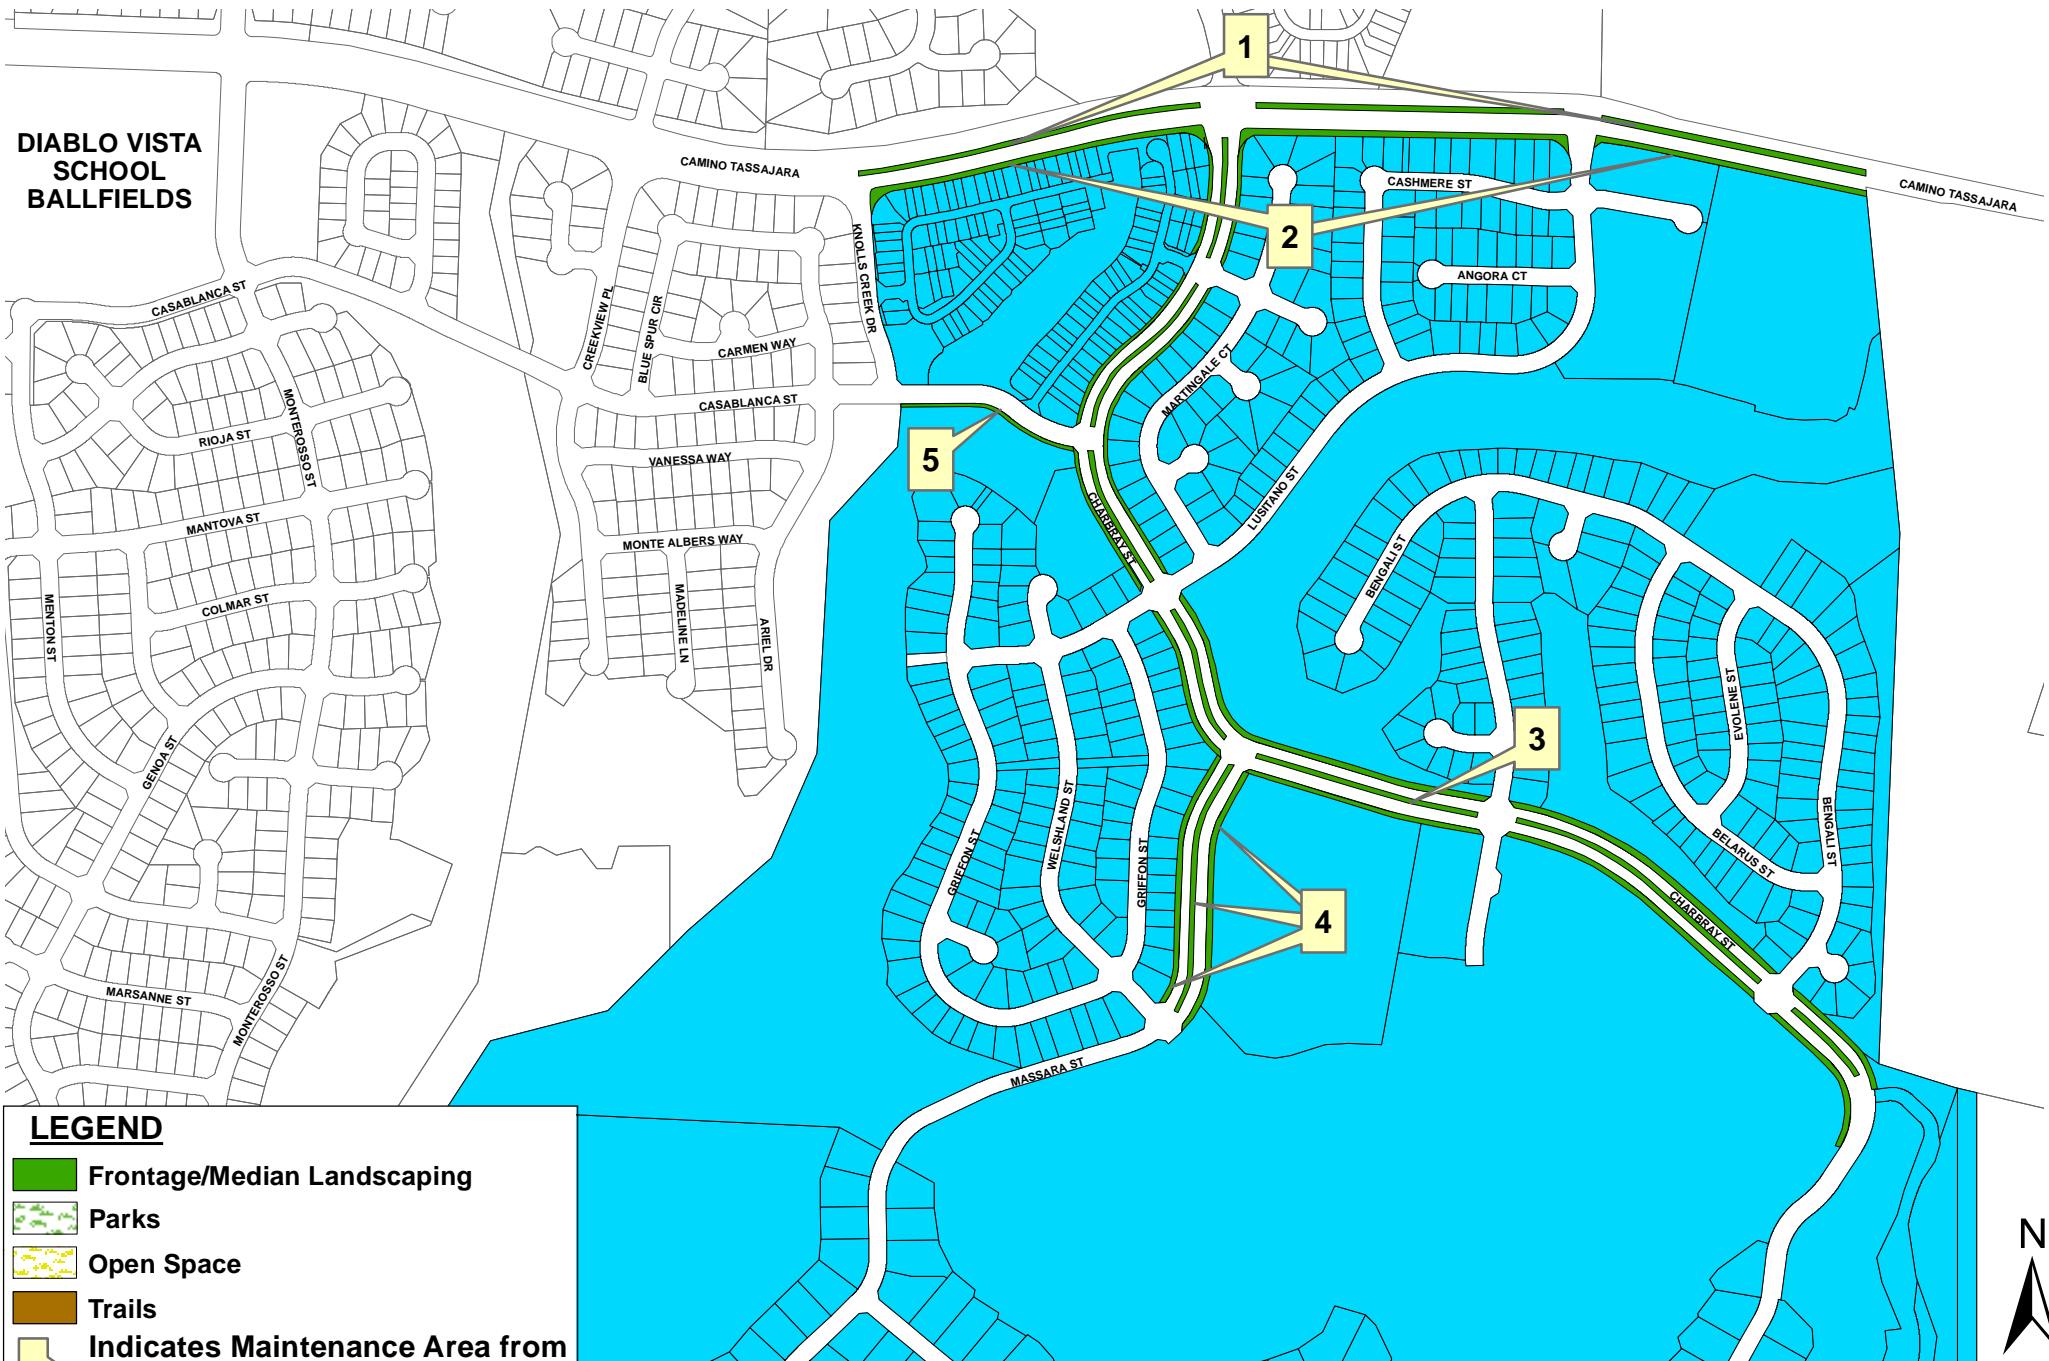 1
DIABLO VISTA
SCHOOL
BALLFIELDS
CAMINO TASSAJARA
CASHMERE ST
CAMINO TASSAJARA
2
KNOLLS CREEK DR
ANGORA CT
CASABLANCA ST
CREEKVIEW PL
BLUE SPUR CIR
CARMEN WAY
MARTINGALE CT
MONTEROSSO ST
CASABLANCA ST
RIOJA ST
VANESSA WAY
5
LUSITANO ST
CHARBRAY ST
MANTOVA ST
MONTE ALBERS WAY
BENGALI ST
MENTON ST
COLMAR ST
MADELINE LN
ARIEL DR
EVOLENE ST
3
GENOA ST
WELSHLAND ST
GRIFFON ST
GRIFFON ST
BENGALI ST
BELARUS ST
4
CHARBRAY ST
MARSANNE ST
MONTEROSSO ST
MASSARA ST
LEGEND
Frontage/Median Landscaping
Parks
Open Space
Trails
Indicates Maintenance Area from
N